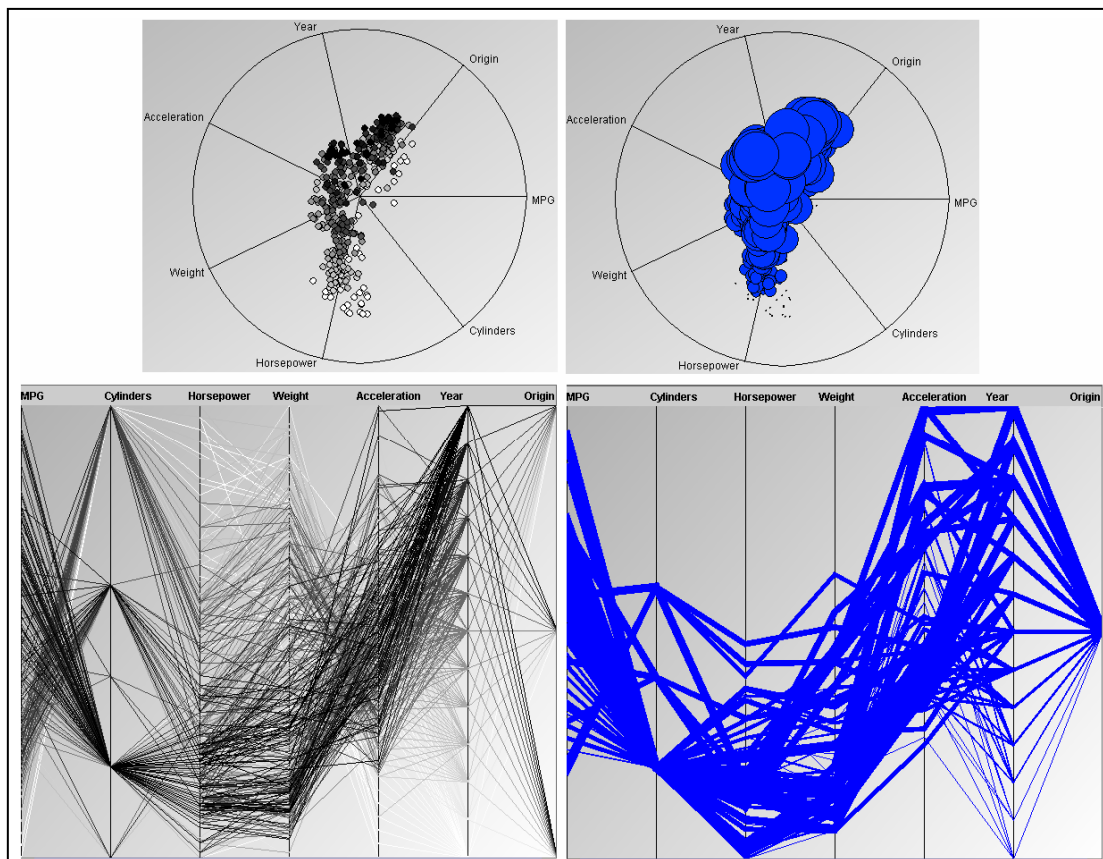 Year
Origin
Acceleration
MPG
Weight
Cylinders
Horsepower
Year
Origin
Acceleration
MPG
Weight
Cylinders
Horsepower
MPG Cylinders Horsepower Weight Acceleration Year Origin
MPG Cylinders Horsepower Weight Acceleration Year Origin